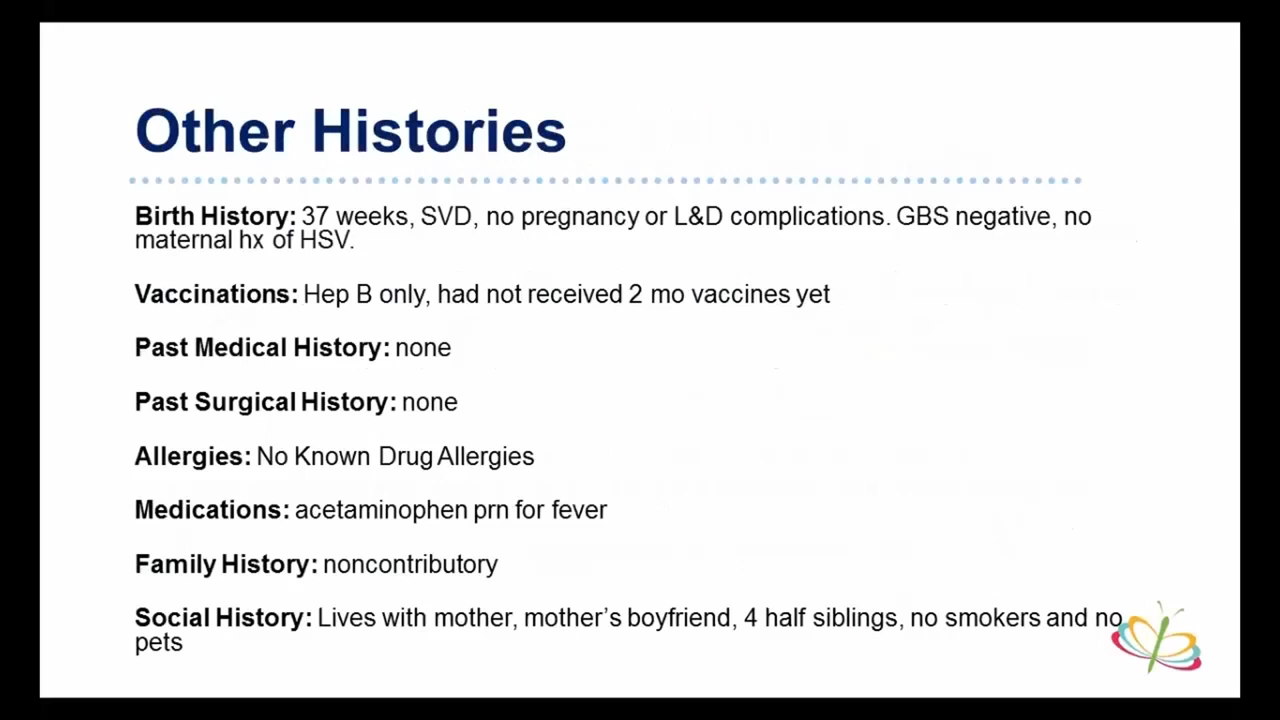 Other Histories
Birth History: 37 weeks, SVD, no pregnancy or L&D complications. GBS negative, no
maternal hx of HSV.
Vaccinations: Hep B only, had not received 2 mo vaccines yet
Past Medical History: none
Past Surgical History: none
Allergies: No Known Drug Allergies
Medications: acetaminophen prn for fever
Family History: noncontributory
Social History: Lives with mother, mother's boyfriend, 4 half siblings, no smokers and no
pets